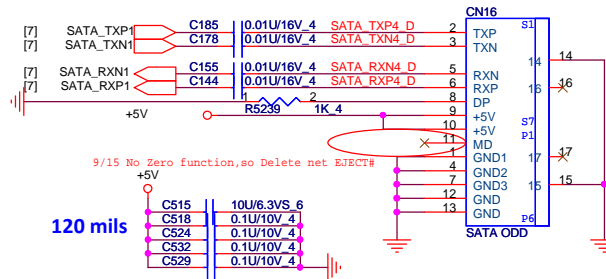 CN16
[7] SATA_TXP1 C185 0.01U/16V_4 SATA_TXP4_D 2 TXP S1
[7] SATA_TXN1 C178 0.01U/16V_4 SATA_TXN4_D 3 TXN
14 14
[7] SATA_RXN1 C155 0.01U/16V_4 SATA_RXN4_D 5 RXN
[7] SATA_RXP1 C144 0.01U/16V_4 SATA_RXP4_D 6 RXP 16 16
1 2 8 DP
+5V R5239 1K_4 9 +5V S7
10 +5V P1
11 MD
9/15 No Zero function,so Delete net EJECT# 1 GND1 17 17
+5V 4 GND2
7 GND3 15 15
C515 10U/6.3VS_6 12 GND
120 mils C518 0.1U/10V_4 13 GND P6
C524 0.1U/10V_4 SATA ODD
C532 0.1U/10V_4
C529 0.1U/10V_4